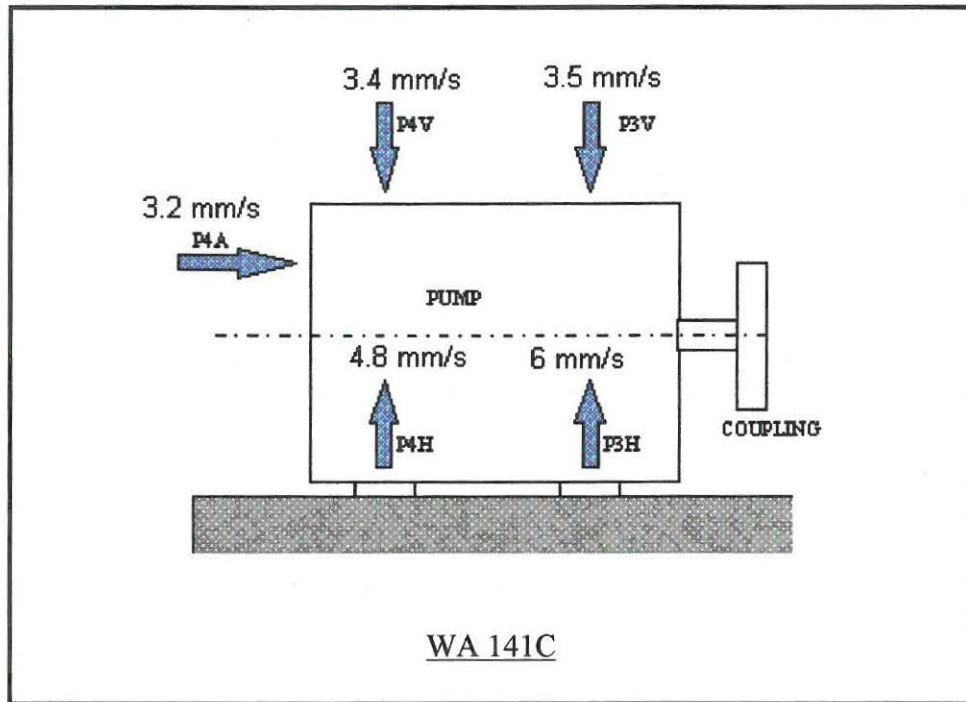 3.4 mm/s 3.5 mm/s
P4V P3V
3.2 mm/s
P4A
PUMP
4.8 mm/s 6 mm/s
COUPLING
P4H P3H
WA 141C